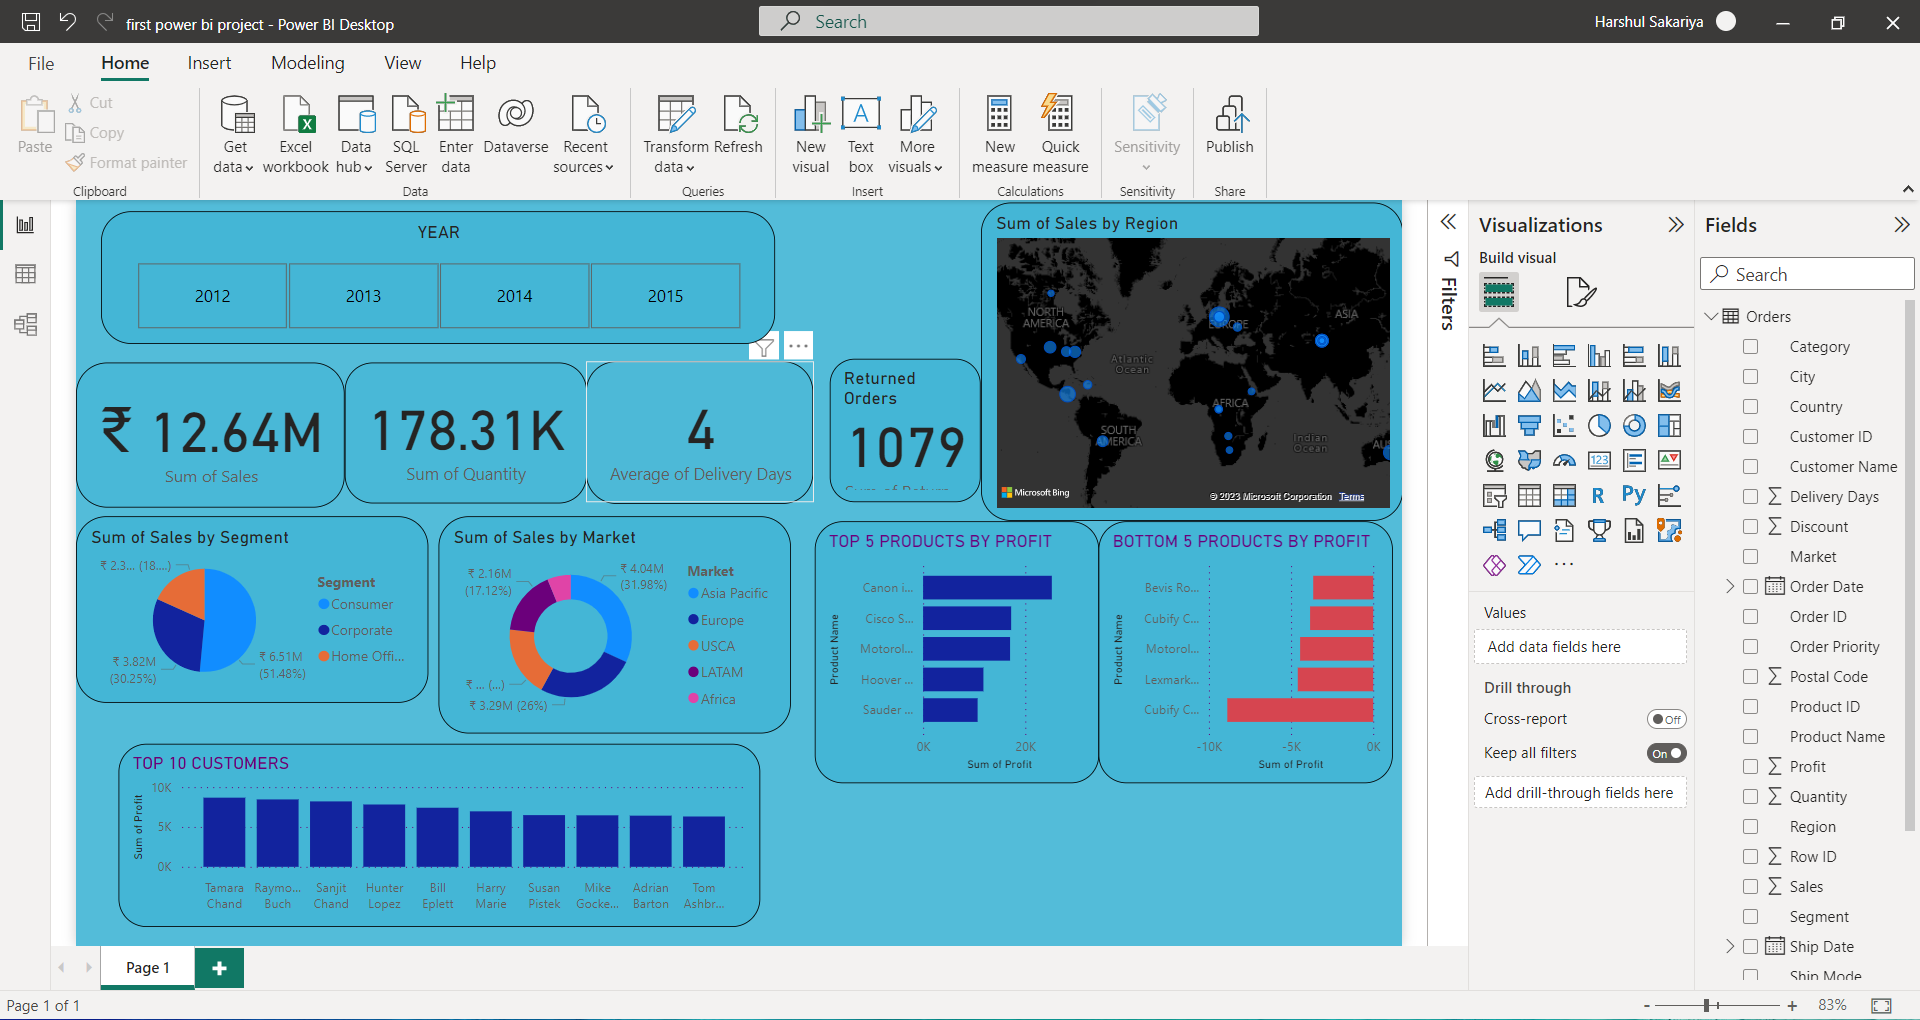 first power bi project - Power BI Desktop
Search
Harshul Sakariya
File
Home
Insert
Modeling
View
Help
Paste
Cut
Copy
Format painter
Clipboard
Get data
Excel workbook
Data hub
SQL Server
Enter data
Dataverse
Recent sources
Data
Transform data
Refresh
Queries
New visual
Text box
More visuals
Insert
New measure
Quick measure
Calculations
Sensitivity
Sensitivity
Publish
Share
YEAR
2012
2013
2014
2015
₹ 12.64M
Sum of Sales
178.31K
Sum of Quantity
4
Average of Delivery Days
Returned
Orders
1079
Sum of Sales by Region
NORTH
AMERICA
EUROPE
ASIA
Atlantic
Ocean
AFRICA
SOUTH
AMERICA
Indian
Ocean
AU
Microsoft Bing
© 2023 Microsoft Corporation Terms
Sum of Sales by Segment
₹ 2.3... (18....)
₹ 3.82M
(30.25%)
₹ 6.51M
(51.48%)
Segment
Consumer
Corporate
Home Offi...
Sum of Sales by Market
₹ 2.16M
(17.12%)
₹ 4.04M
(31.98%)
₹ ... (...)
₹ 3.29M (26%)
Market
Asia Pacific
Europe
USCA
LATAM
Africa
TOP 5 PRODUCTS BY PROFIT
Product Name
Canon i...
Cisco S...
Motorol...
Hoover ...
Sauder ...
0K
20K
Sum of Profit
BOTTOM 5 PRODUCTS BY PROFIT
Product Name
Bevis Ro...
Cubify C...
Motorol...
Lexmark...
Cubify C...
-10K
-5K
0K
Sum of Profit
TOP 10 CUSTOMERS
Sum of Profit
10K
5K
0K
Tamara Chand
Raymo... Buch
Sanjit Chand
Hunter Lopez
Bill Eplett
Harry Marie
Susan Pistek
Mike Gocke...
Adrian Barton
Tom Ashbr...
Filters
Visualizations
Build visual
123
R
Py
...
Values
Add data fields here
Drill through
Cross-report
Off
Keep all filters
On
Add drill-through fields here
Fields
Search
Orders
Category
City
Country
Customer ID
Customer Name
∑ Delivery Days
∑ Discount
Market
Order Date
Order ID
Order Priority
∑ Postal Code
Product ID
Product Name
∑ Profit
∑ Quantity
Region
∑ Row ID
∑ Sales
Segment
Ship Date
Ship Mode
Page 1
+
Page 1 of 1
- + 83%